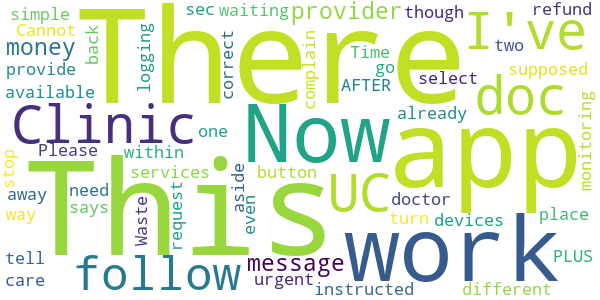 simple
sec
waiting
provider
though
refund
Cannot
There
I've
back
logging
correct
complain
two
money
Time
go
provide
select
supposed
available
AFTER
doc
monitoring
Clinic
Now
already
app
stop
Please
one
within
This
aside
button
UC
doctor
away
need
services
even
turn
devices
place
way
says
Waste
request
work
PLUS
tell
follow
message
care
urgent
instructed
different